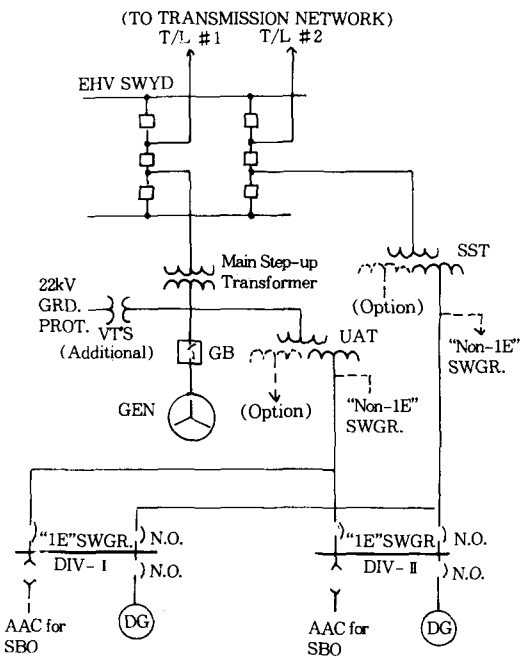 (TO TRANSMISSION NETWORK)
T/L #1
T/L #2
EHV SWYD
Main Step-up
Transformer
SST
(Option)
"Non-1E"
SWGR.
22kV
GRD.
PROT.
VT'S
(Additional)
GB
UAT
GEN
(Option)
"Non-1E"
SWGR.
"1E"SWGR.
N.O.
DIV-Ⅰ
N.O.
AAC for
SBO
DG
"1E"SWGR
N.O.
DIV-Ⅱ
N.O.
AAC for
SBO
DG